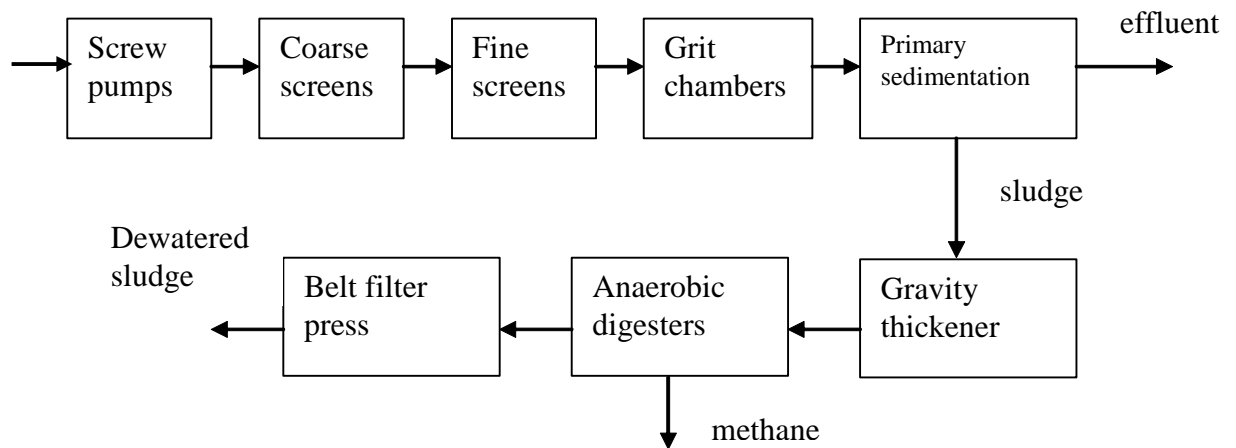 Screw
pumps
Coarse
screens
Fine
screens
Grit
chambers
Primary
sedimentation
effluent
sludge
Gravity
thickener
Anaerobic
digesters
methane
Belt filter
press
Dewatered
sludge